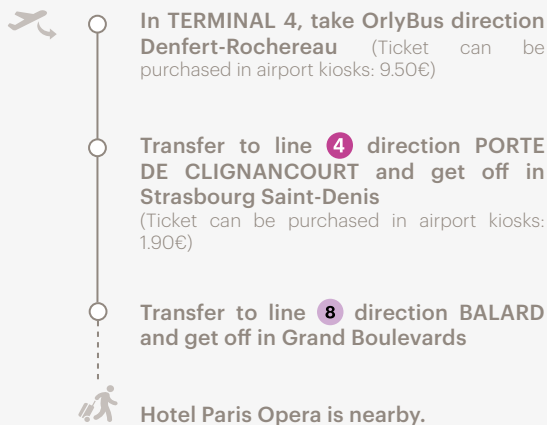 In TERMINAL 4, take OrlyBus direction
Denfert-Rochereau (Ticket can be
purchased in airport kiosks: 9.50€)
Transfer to line 4 direction PORTE
DE CLIGNANCOURT and get off in
Strasbourg Saint-Denis
(Ticket can be purchased in airport kiosks:
1.90€)
Transfer to line 8 direction BALARD
and get off in Grand Boulevards
Hotel Paris Opera is nearby.